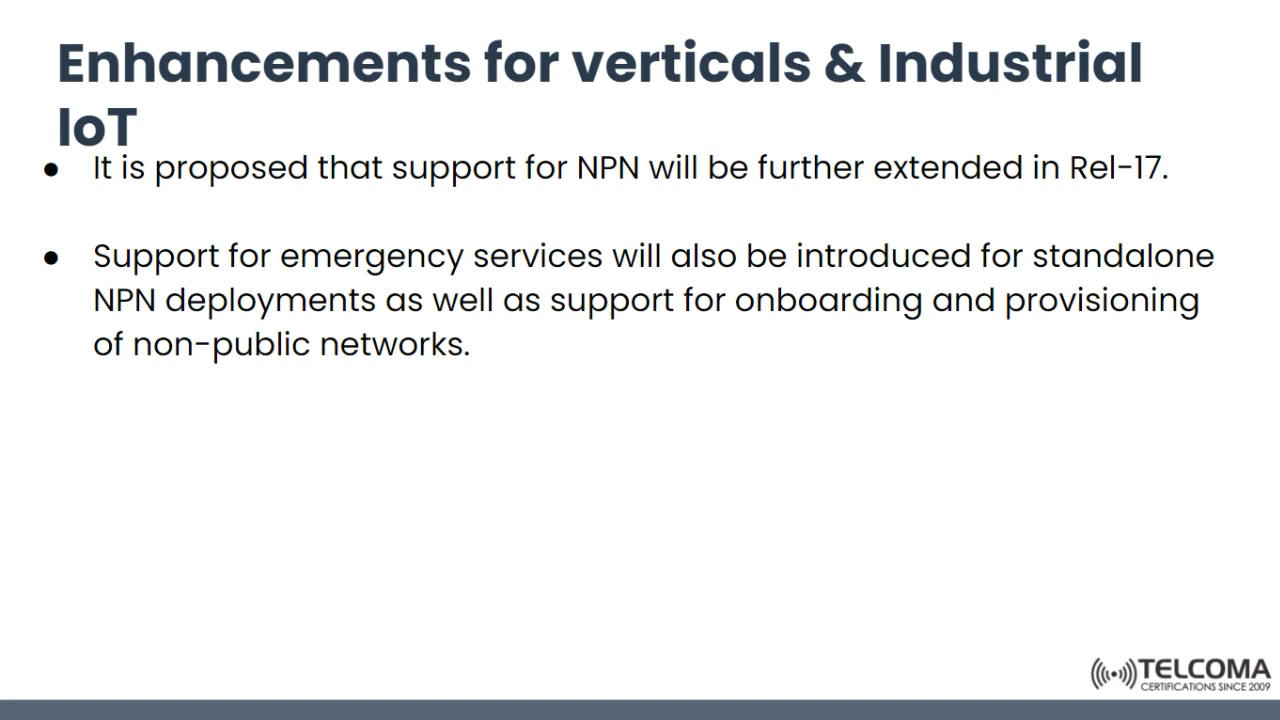 Enhancements for verticals & Industrial
IoT
● It is proposed that support for NPN will be further extended in Rel-17.
● Support for emergency services will also be introduced for standalone
NPN deployments as well as support for onboarding and provisioning
of non-public networks.
TELCOMA
CERTIFICATIONS SINCE 2009